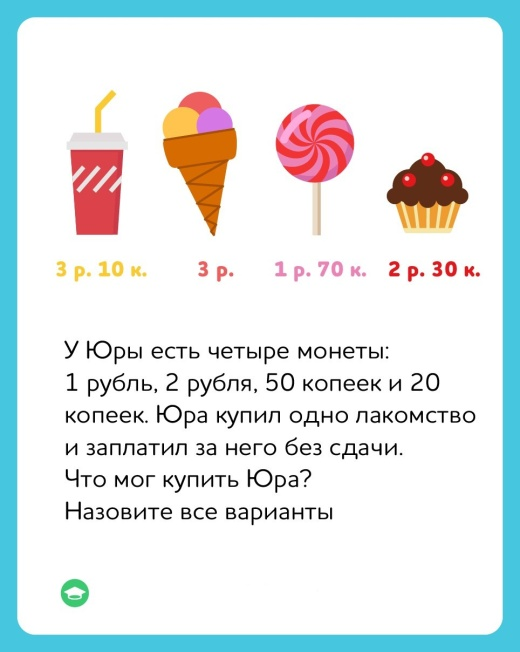 3 р. 10 к. 3 р. 1 р. 70 к. 2 р. 30 к.
У Юры есть четыре монеты:
1 рубль, 2 рубля, 50 копеек и 20
копеек. Юра купил одно лакомство
и заплатил за него без сдачи.
Что мог купить Юра?
Назовите все варианты